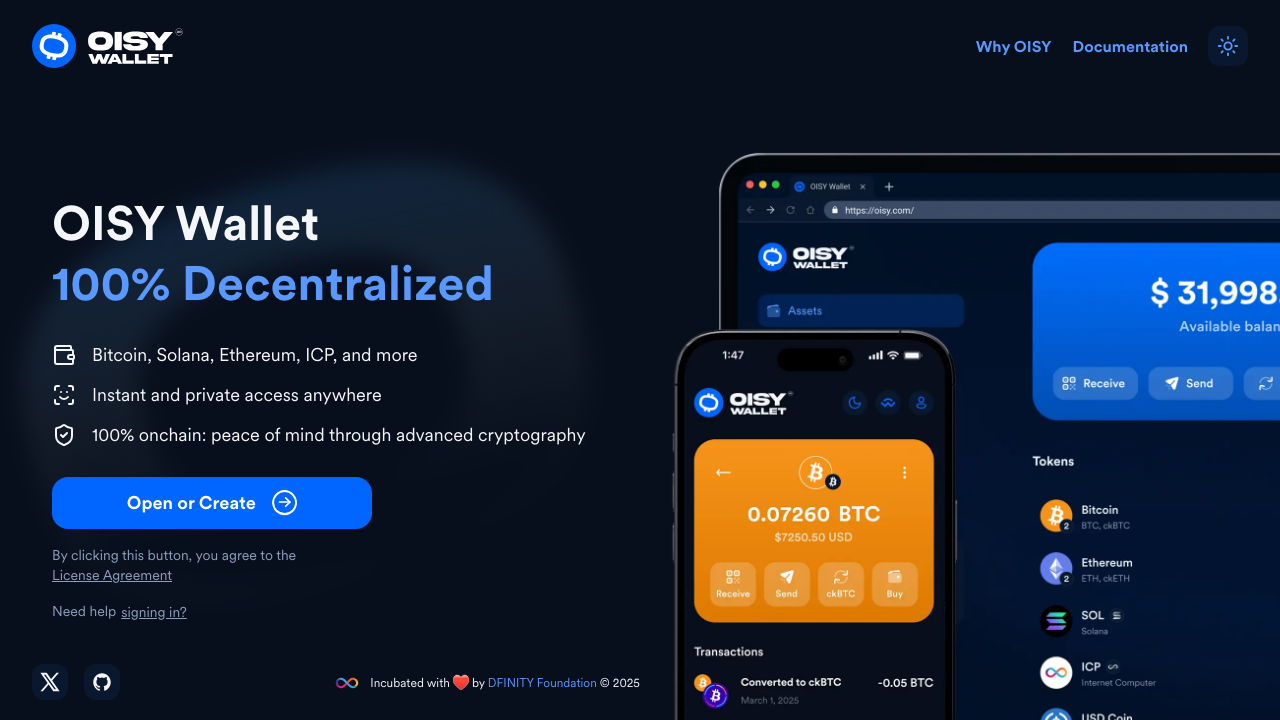 OISY
WALLET
Why OISY
Documentation
OISY Wallet
100% Decentralized
Bitcoin, Solana, Ethereum, ICP, and more
Instant and private access anywhere
100% onchain: peace of mind through advanced cryptography
Open or Create
By clicking this button, you agree to the
License Agreement
Need help signing in?
Incubated with ❤️ by DFINITY Foundation © 2025
OISY Wallet
https://oisy.com/
OISY
WALLET
Assets
$ 31,998
Available balan
Receive
Send
Tokens
Bitcoin
BTC, ckBTC
2
Ethereum
ETH, ckETH
2
SOL
Solana
ICP
Internet Computer
USD Coin
1:47
OISY
WALLET
0.07260 BTC
$7250.50 USD
Receive
Send
ckBTC
Buy
Transactions
Converted to ckBTC
-0.05 BTC
March 1, 2025